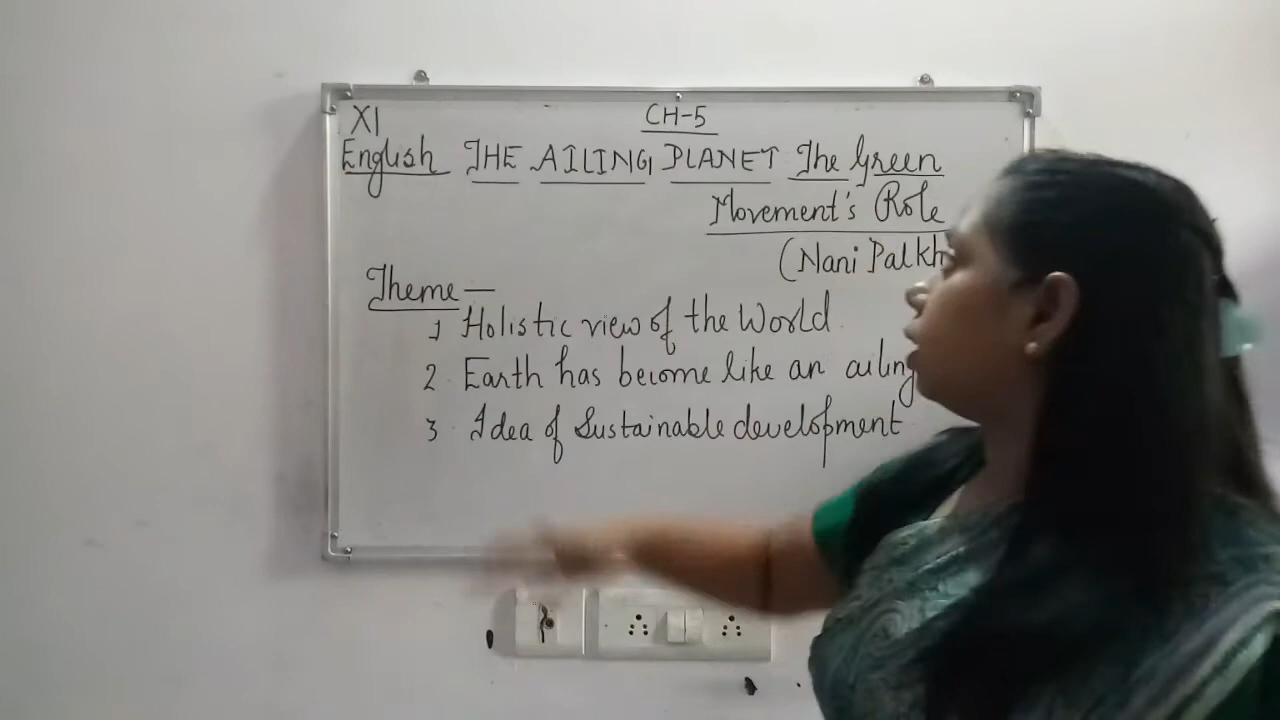 XI
CH-5
English THE AILING PLANET The Green
Movement's Role
(Nani Palkh
Theme —
1 Holistic view of the World.
2. Earth has become like an ailing
3. Idea of Sustainable development